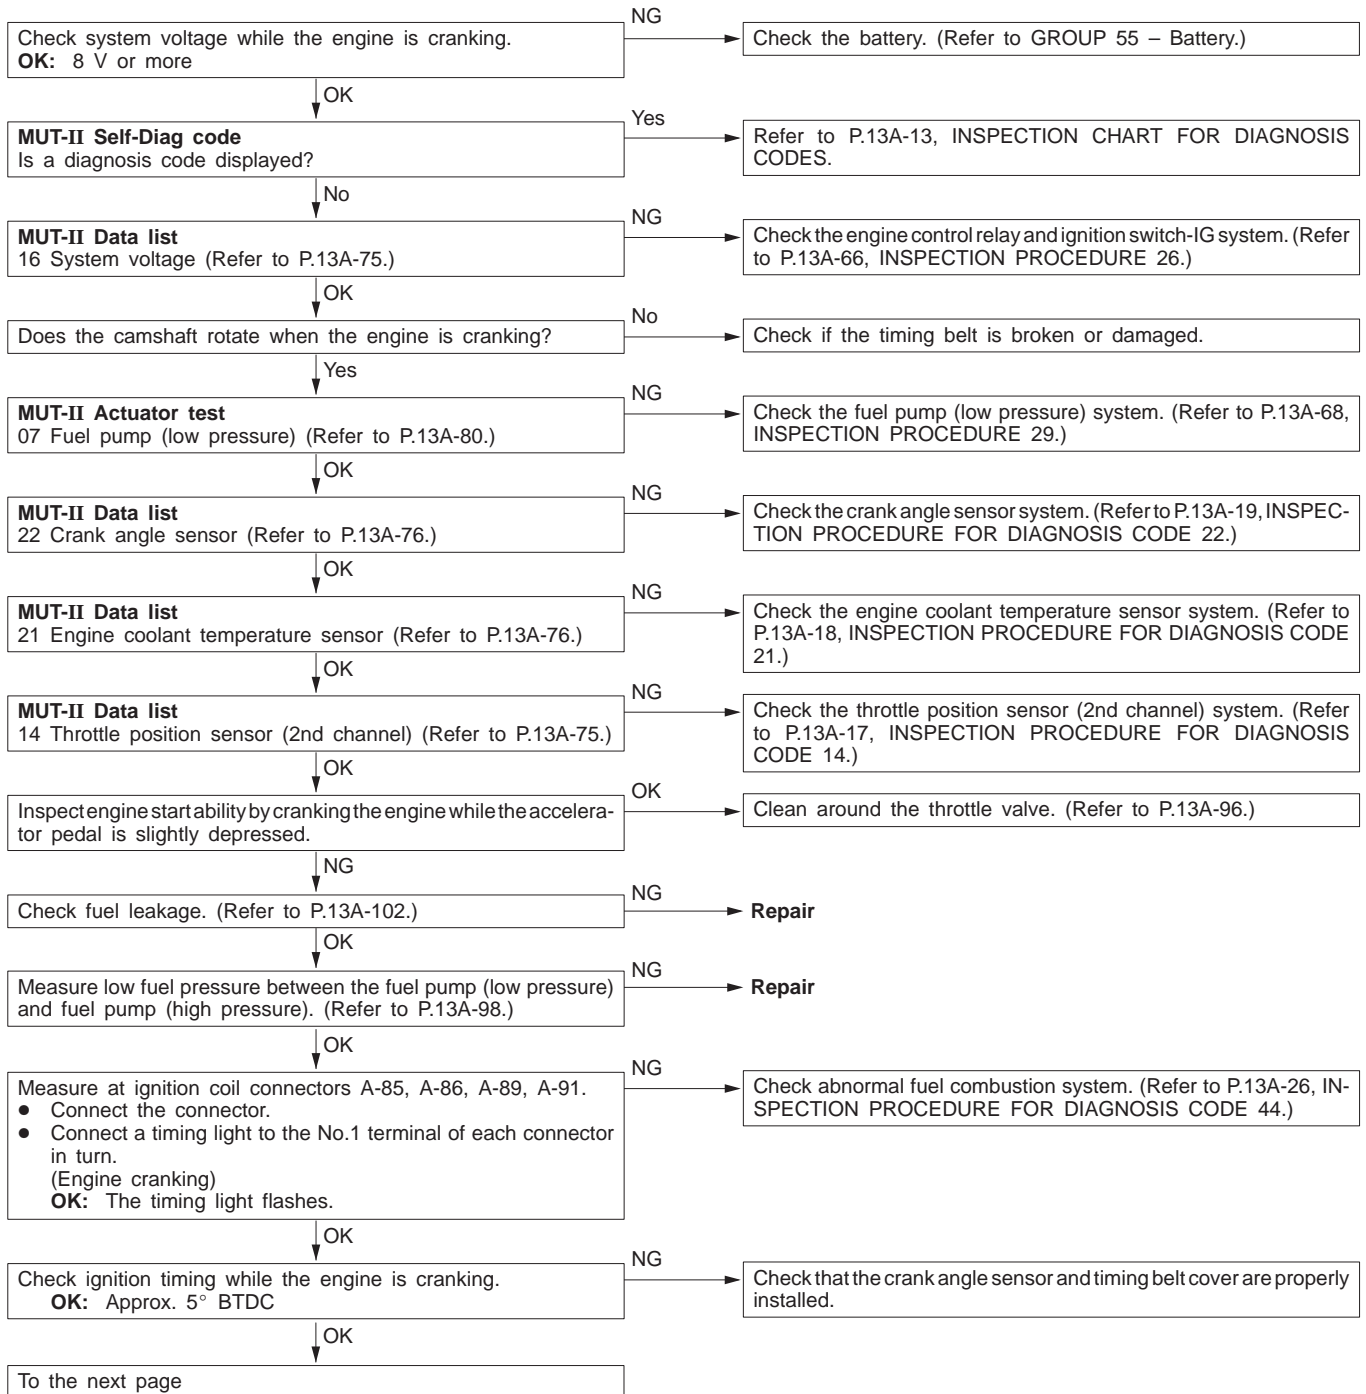 NG
Check system voltage while the engine is cranking.
OK: 8 V or more
Check the battery. (Refer to GROUP 55 – Battery.)
OK
MUT-II Self-Diag code
Is a diagnosis code displayed?
Yes
Refer to P.13A-13, INSPECTION CHART FOR DIAGNOSIS
CODES.
No
MUT-II Data list
16 System voltage (Refer to P.13A-75.)
NG
Check the engine control relay and ignition switch-IG system. (Refer
to P.13A-66, INSPECTION PROCEDURE 26.)
OK
Does the camshaft rotate when the engine is cranking?
No
Check if the timing belt is broken or damaged.
Yes
MUT-II Actuator test
07 Fuel pump (low pressure) (Refer to P.13A-80.)
NG
Check the fuel pump (low pressure) system. (Refer to P.13A-68,
INSPECTION PROCEDURE 29.)
OK
MUT-II Data list
22 Crank angle sensor (Refer to P.13A-76.)
NG
Check the crank angle sensor system. (Refer to P.13A-19, INSPEC-
TION PROCEDURE FOR DIAGNOSIS CODE 22.)
OK
MUT-II Data list
21 Engine coolant temperature sensor (Refer to P.13A-76.)
NG
Check the engine coolant temperature sensor system. (Refer to
P.13A-18, INSPECTION PROCEDURE FOR DIAGNOSIS CODE
21.)
OK
MUT-II Data list
14 Throttle position sensor (2nd channel) (Refer to P.13A-75.)
NG
Check the throttle position sensor (2nd channel) system. (Refer
to P.13A-17, INSPECTION PROCEDURE FOR DIAGNOSIS
CODE 14.)
OK
Inspect engine start ability by cranking the engine while the accelera-
tor pedal is slightly depressed.
OK
Clean around the throttle valve. (Refer to P.13A-96.)
NG
Check fuel leakage. (Refer to P.13A-102.)
NG
Repair
OK
Measure low fuel pressure between the fuel pump (low pressure)
and fuel pump (high pressure). (Refer to P.13A-98.)
NG
Repair
OK
Measure at ignition coil connectors A-85, A-86, A-89, A-91.
● Connect the connector.
● Connect a timing light to the No.1 terminal of each connector
in turn.
(Engine cranking)
OK: The timing light flashes.
NG
Check abnormal fuel combustion system. (Refer to P.13A-26, IN-
SPECTION PROCEDURE FOR DIAGNOSIS CODE 44.)
OK
Check ignition timing while the engine is cranking.
OK: Approx. 5° BTDC
NG
Check that the crank angle sensor and timing belt cover are properly
installed.
OK
To the next page